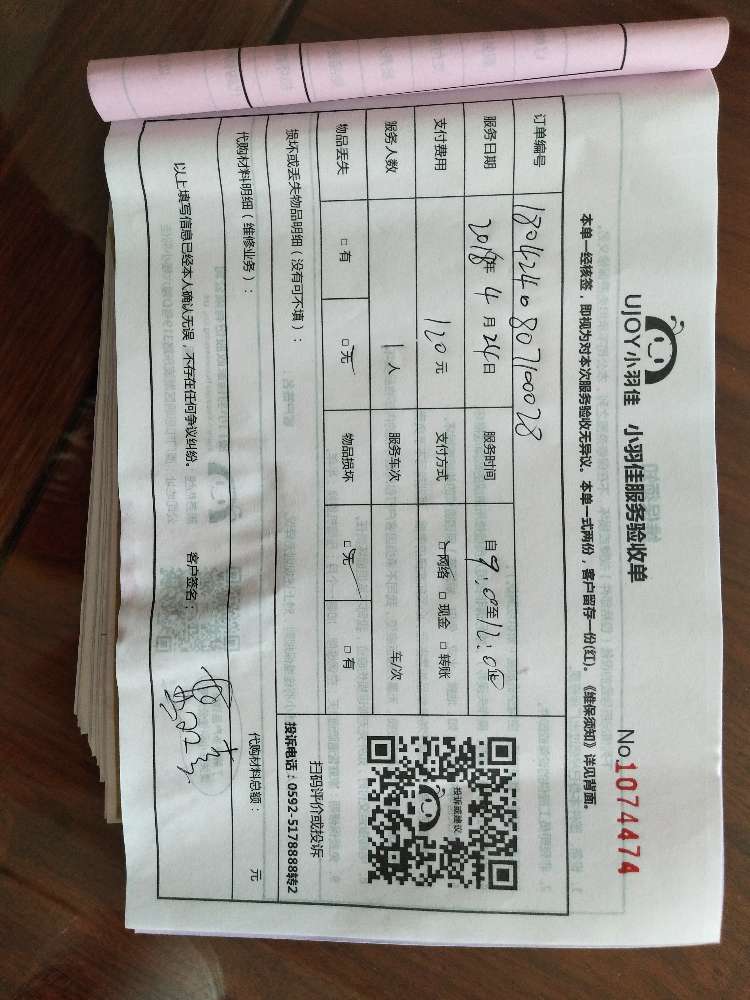 UJOY小羽佳 小羽佳服务验收单
No 1074474
本单一经核签，即视为对本次服务验收无异议。本单一式两份，客户留存一份(红)。《维保须知》详见背面。
订单编号 180424080710028
服务日期 2018年 4 月 24日 服务时间 自9:0至12:0止
支付费用 120 元 支付方式 □网络 □现金 □转账
服务人数 1 人 服务车次 车/次
物品丢失 □有 □无 物品损坏 □无 □有
投诉或建议
扫码评价或投诉
投诉电话：0592-5178888转2
损坏或丢失物品明细（没有可不填）：
代购材料明细（维修业务）： 代购材料总额： 元
以上填写信息已经本人确认无误，不存在任何争议纠纷。 客户签名：